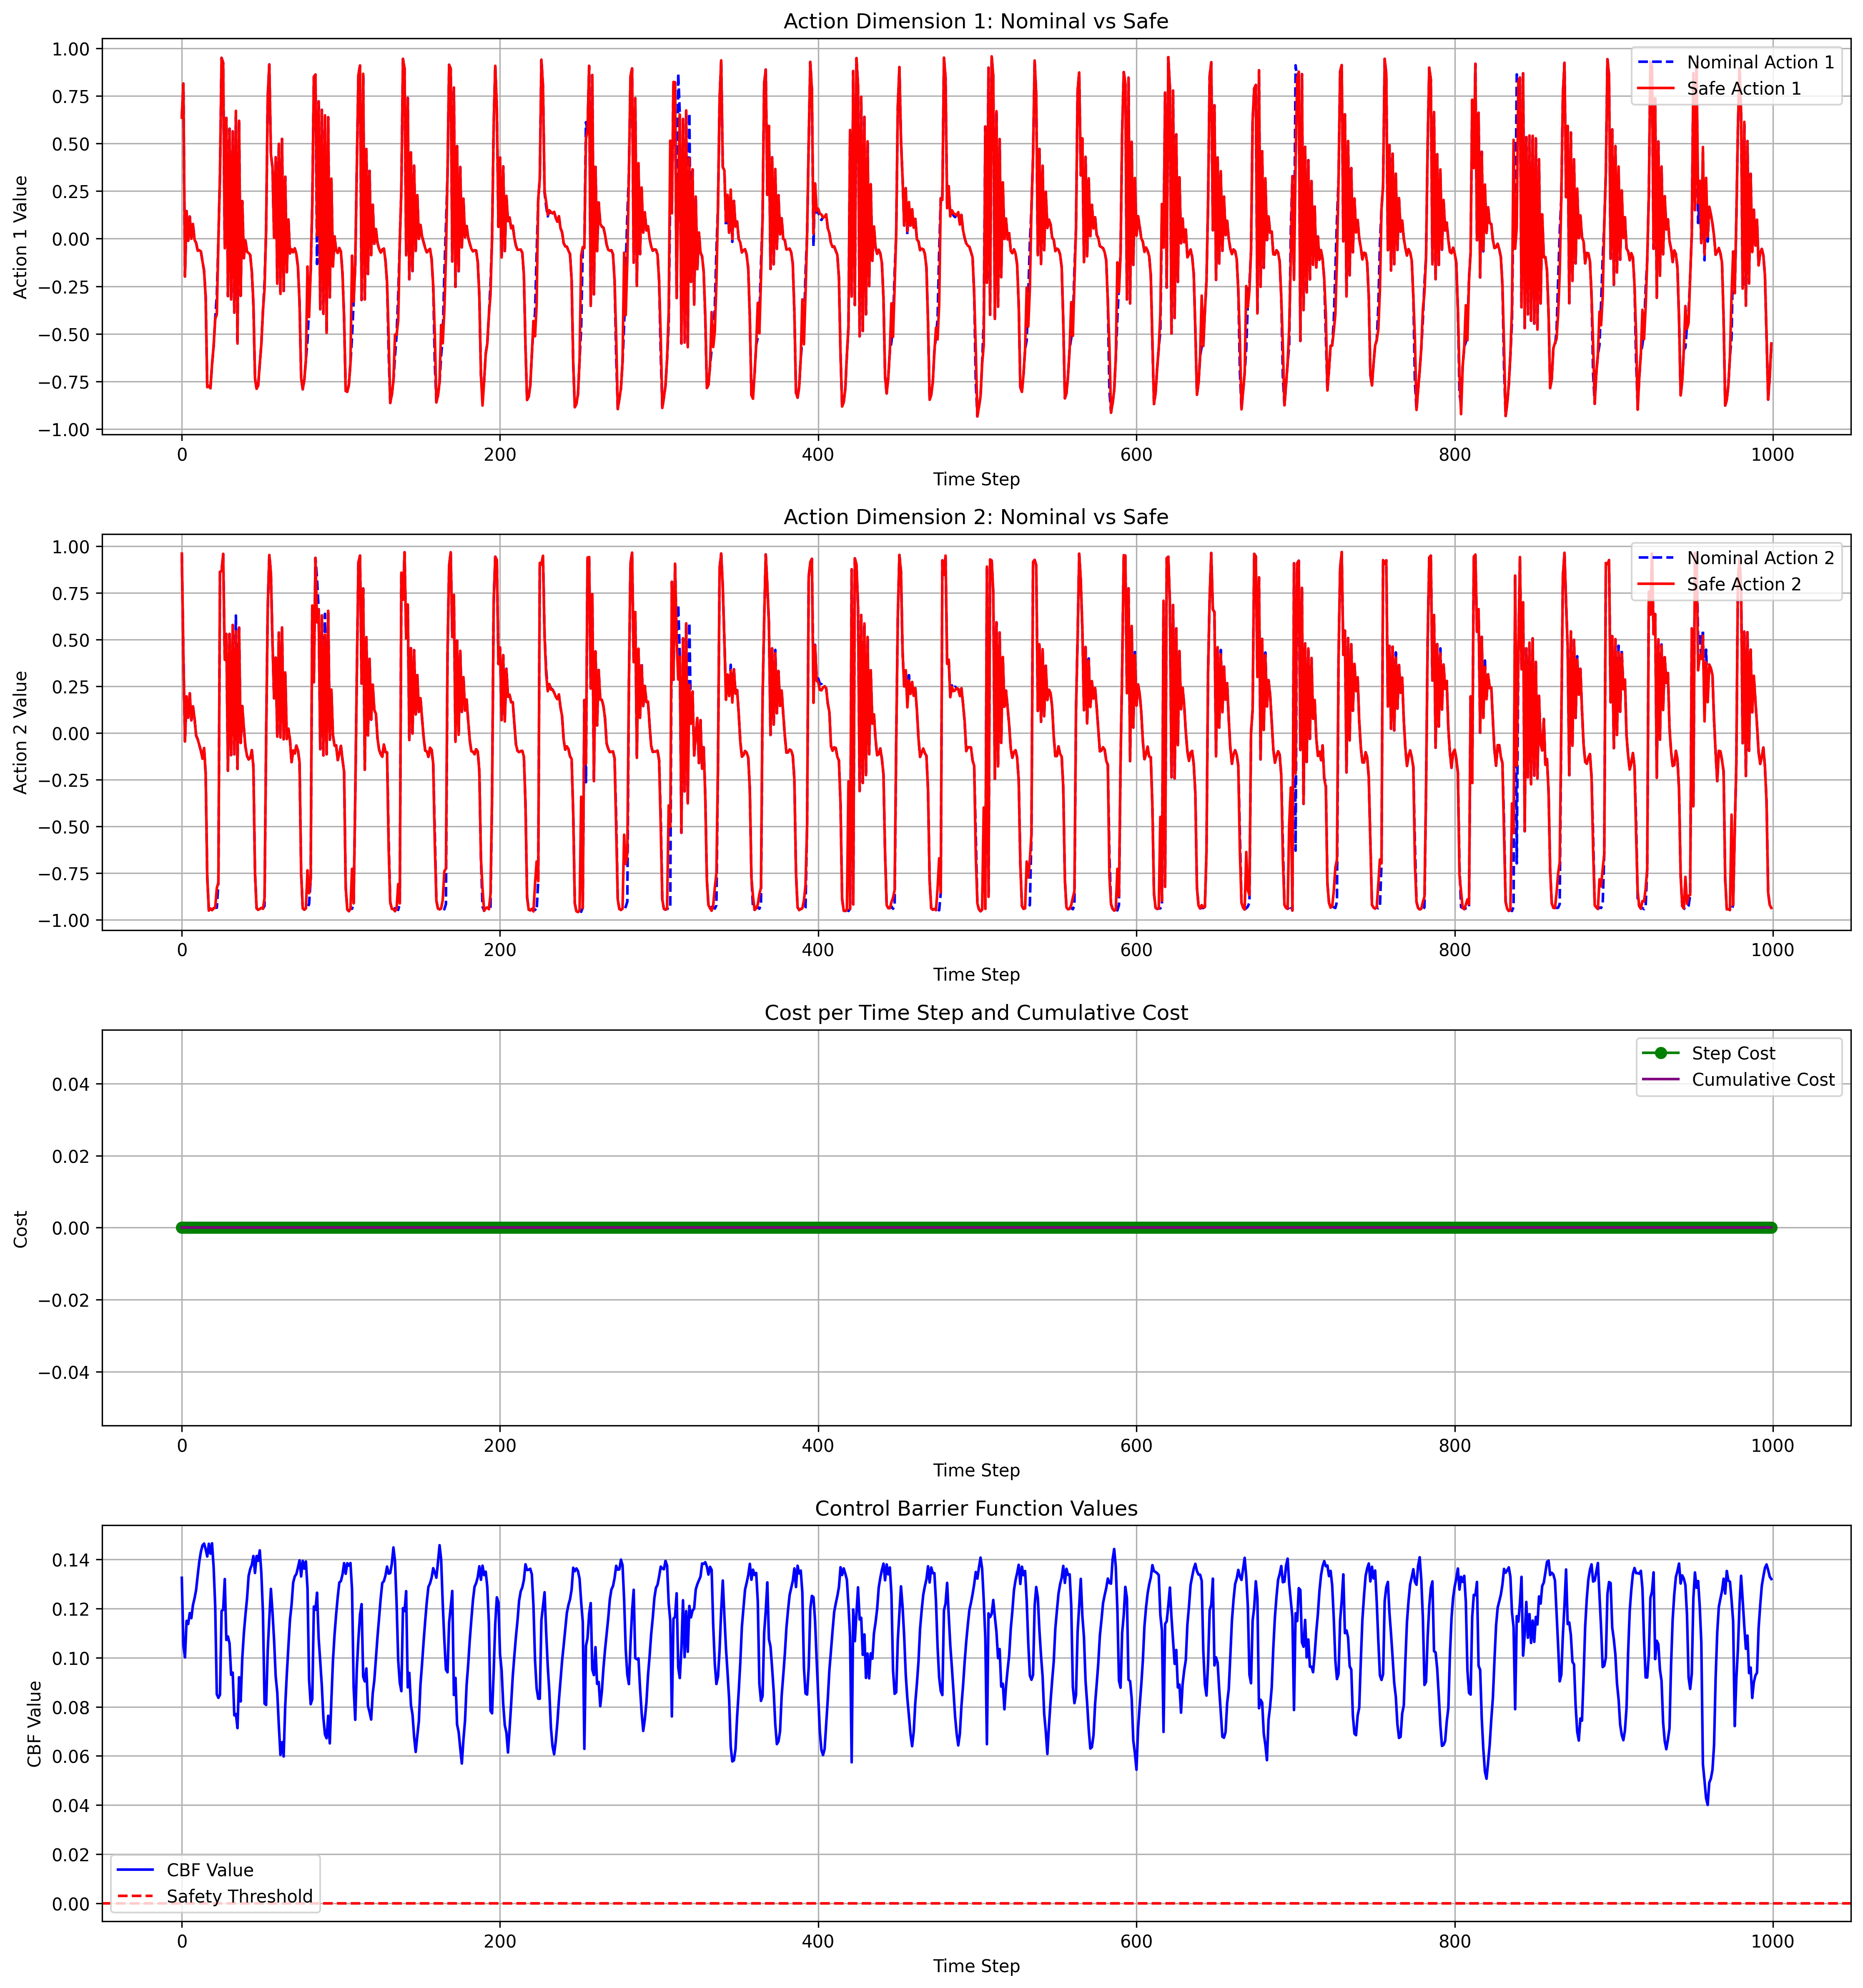 Action Dimension 1: Nominal vs Safe
1.00
0.75
0.50
0.25
0.00
−0.25
−0.50
−0.75
−1.00
Action 1 Value
Nominal Action 1
Safe Action 1
0 200 400 600 800 1000
Time Step
Action Dimension 2: Nominal vs Safe
1.00
0.75
0.50
0.25
0.00
−0.25
−0.50
−0.75
−1.00
Action 2 Value
Nominal Action 2
Safe Action 2
0 200 400 600 800 1000
Time Step
Cost per Time Step and Cumulative Cost
0.04
0.02
0.00
−0.02
−0.04
Cost
Step Cost
Cumulative Cost
0 200 400 600 800 1000
Time Step
Control Barrier Function Values
0.14
0.12
0.10
0.08
0.06
0.04
0.02
0.00
CBF Value
CBF Value
Safety Threshold
0 200 400 600 800 1000
Time Step